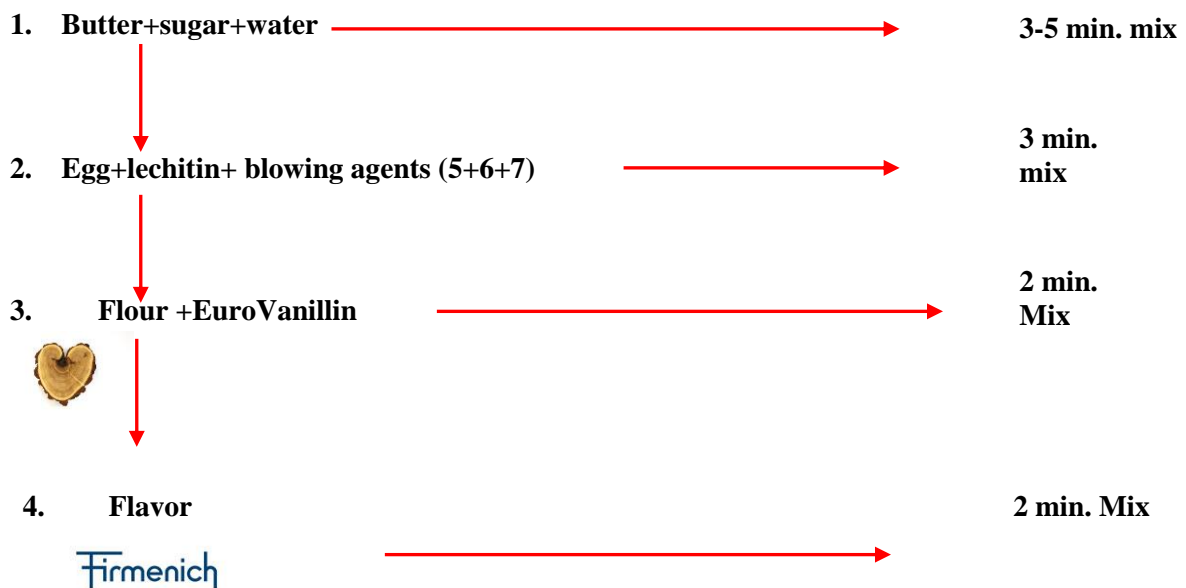 1. Butter+sugar+water 3-5 min. mix
2. Egg+lechitin+ blowing agents (5+6+7) 3 min. mix
3. Flour +EuroVanillin 2 min. Mix
4. Flavor 2 min. Mix
Firmenich